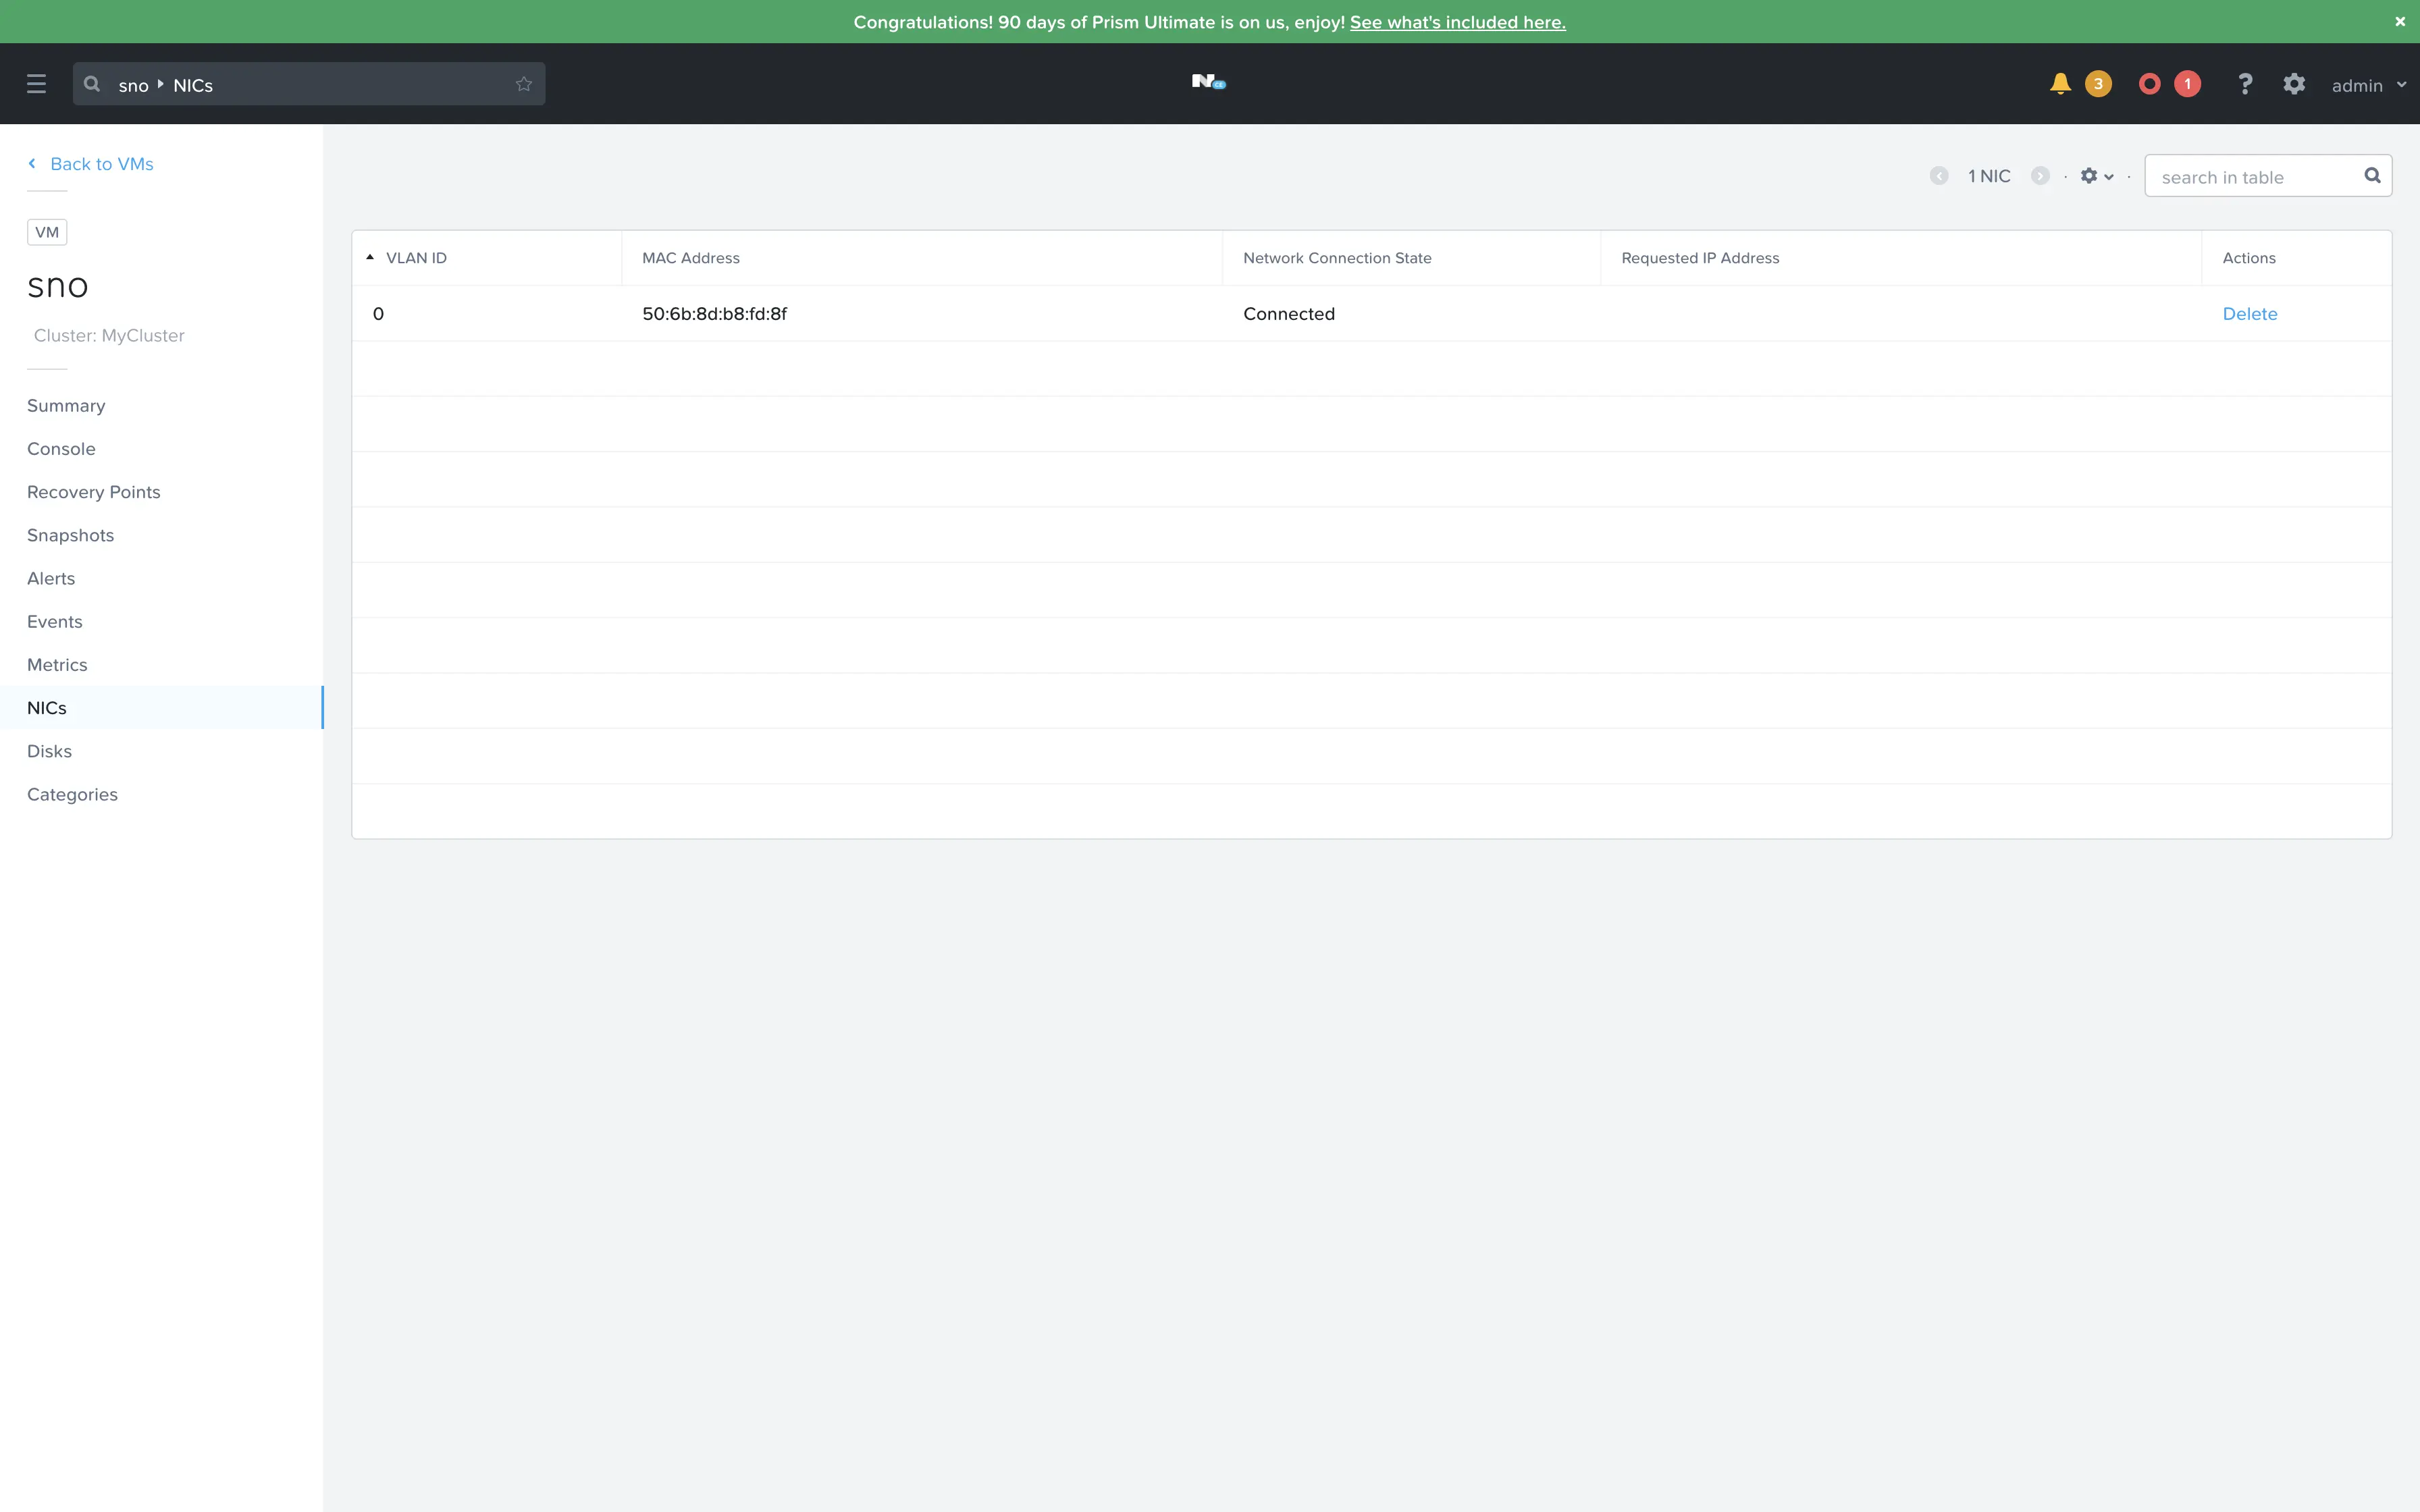 Congratulations! 90 days of Prism Ultimate is on us, enjoy! See what's included here.
sno NICs
3
1
?
admin
Back to VMs
1 NIC
search in table
VM
sno
Cluster: MyCluster
VLAN ID MAC Address Network Connection State Requested IP Address Actions
0 50:6b:8d:b8:fd:8f Connected Delete
Summary
Console
Recovery Points
Snapshots
Alerts
Events
Metrics
NICs
Disks
Categories